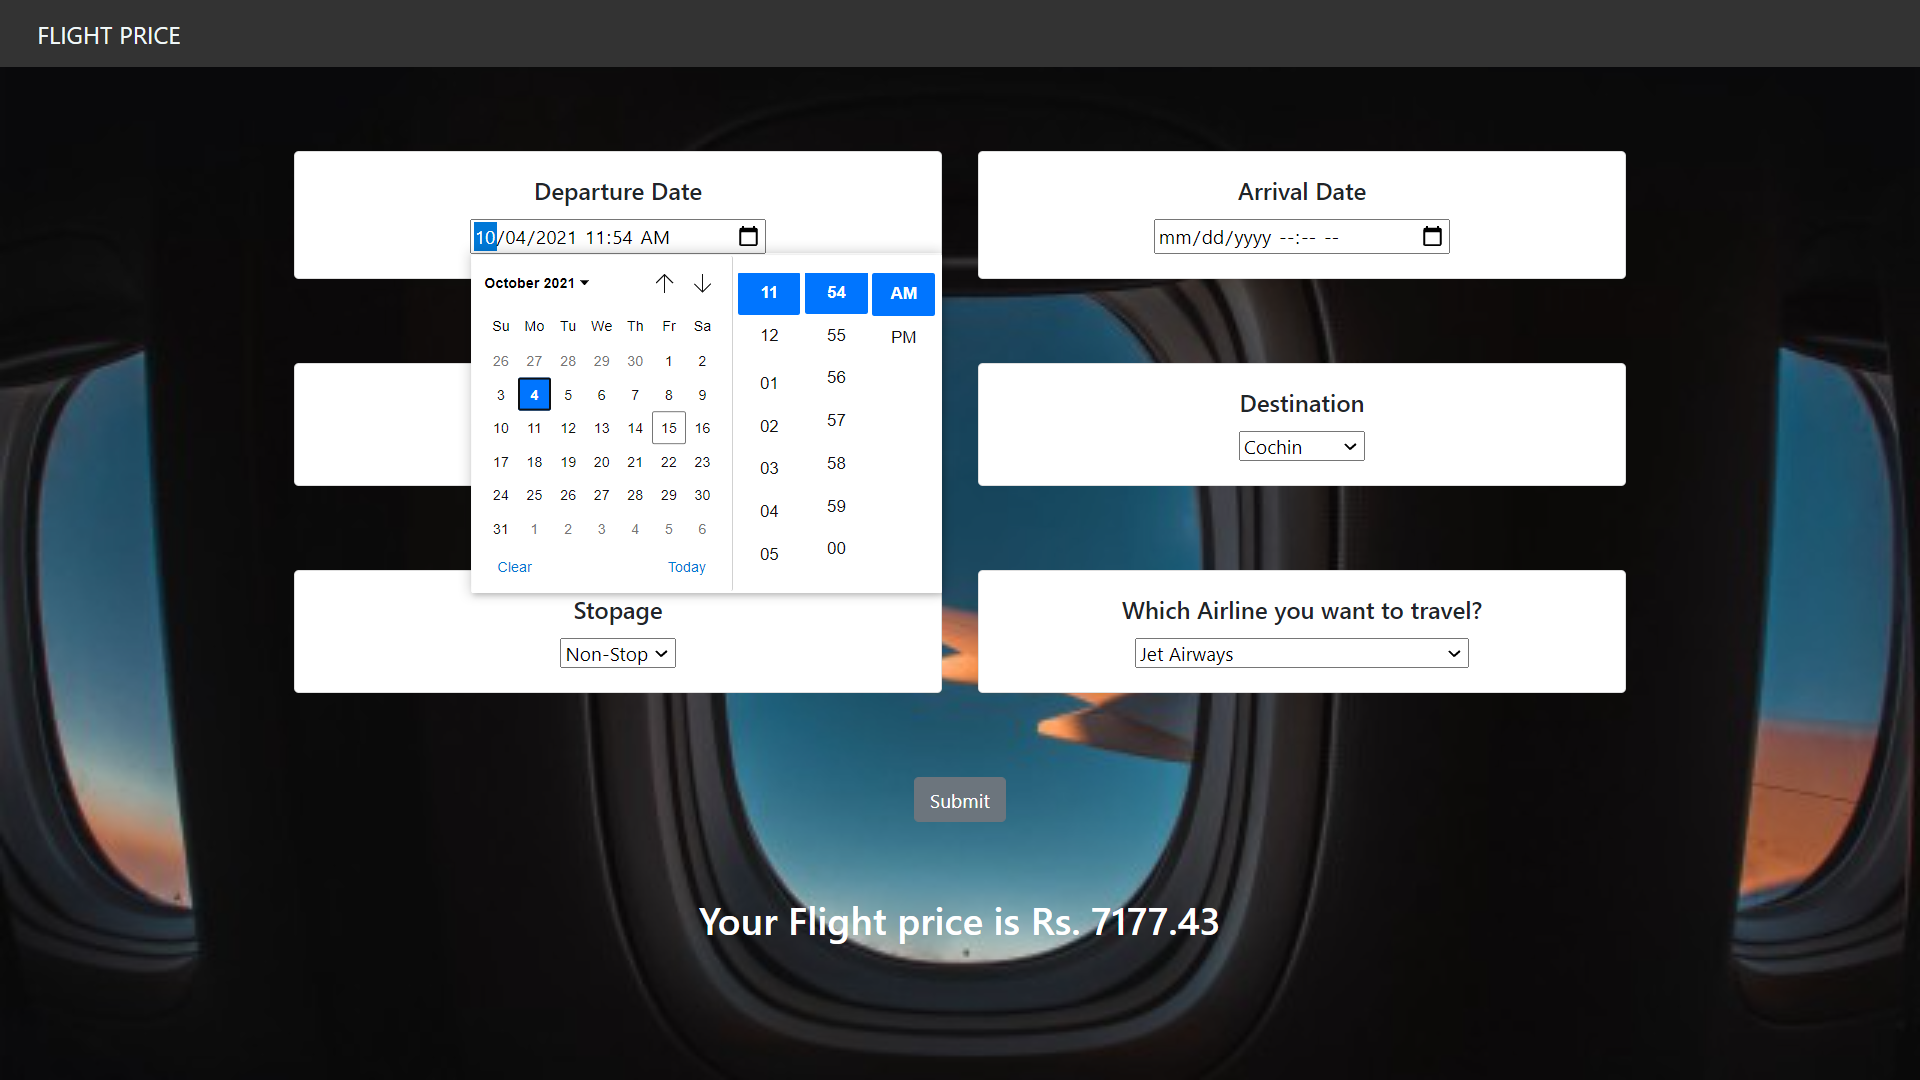 FLIGHT PRICE
Departure Date
10/04/2021 11:54 AM
Arrival Date
mm/dd/yyyy --:-- --
October 2021
Su Mo Tu We Th Fr Sa
26 27 28 29 30 1 2
3 4 5 6 7 8 9
10 11 12 13 14 15 16
17 18 19 20 21 22 23
24 25 26 27 28 29 30
31 1 2 3 4 5 6
Clear Today
11 54 AM
12 55 PM
01 56
02 57
03 58
04 59
05 00
Destination
Cochin
Stopage
Non-Stop
Which Airline you want to travel?
Jet Airways
Submit
Your Flight price is Rs. 7177.43